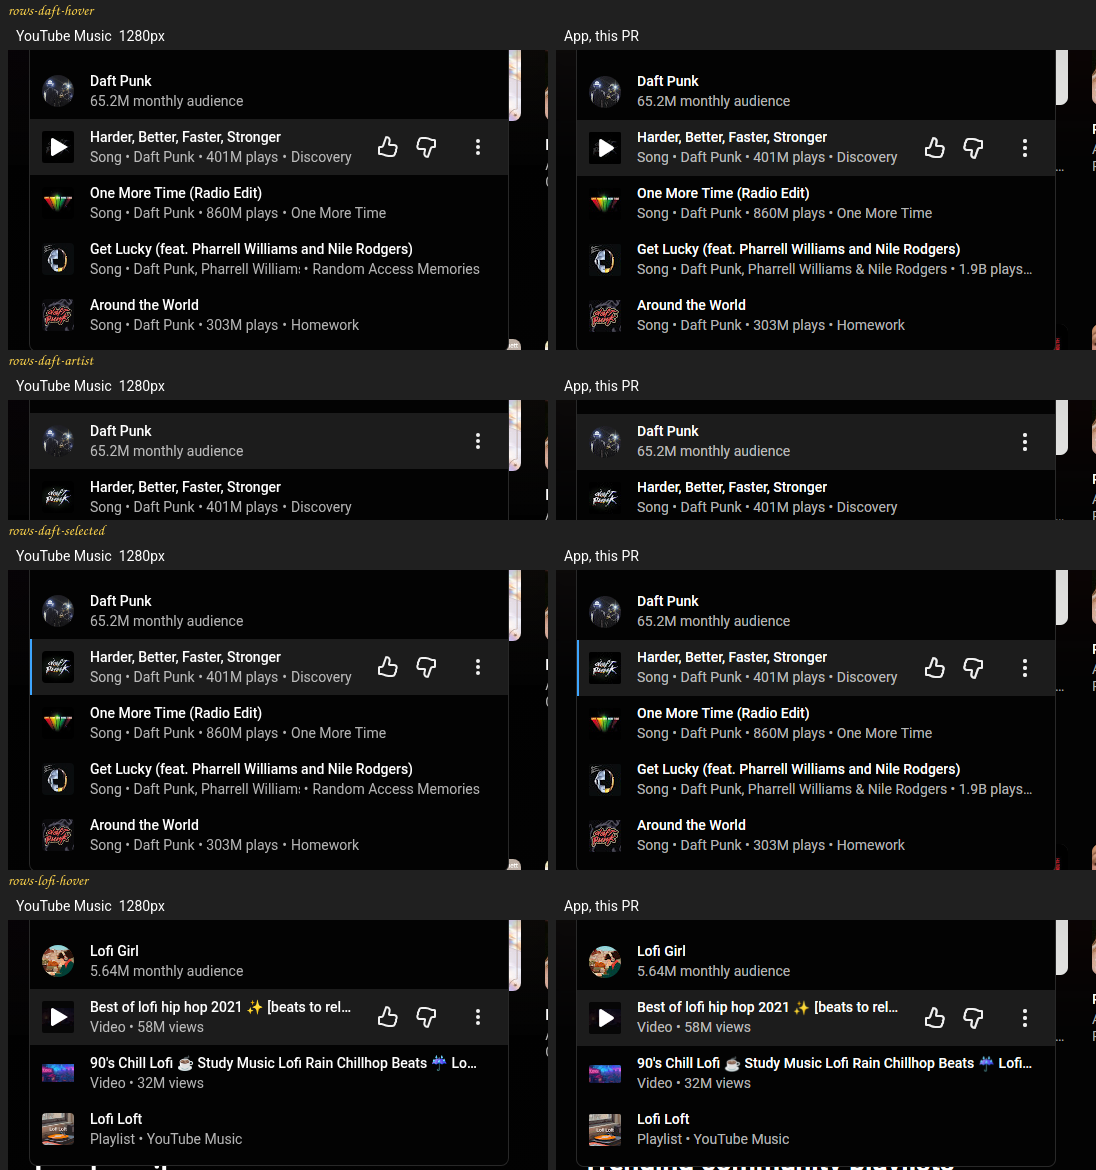 rows-daft-hover
YouTube Music 1280px
App, this PR
Daft Punk
65.2M monthly audience
Harder, Better, Faster, Stronger
Song • Daft Punk • 401M plays • Discovery
One More Time (Radio Edit)
Song • Daft Punk • 860M plays • One More Time
Get Lucky (feat. Pharrell Williams and Nile Rodgers)
Song • Daft Punk, Pharrell William • Random Access Memories
Around the World
Song • Daft Punk • 303M plays • Homework
Daft Punk
65.2M monthly audience
Harder, Better, Faster, Stronger
Song • Daft Punk • 401M plays • Discovery
One More Time (Radio Edit)
Song • Daft Punk • 860M plays • One More Time
Get Lucky (feat. Pharrell Williams and Nile Rodgers)
Song • Daft Punk, Pharrell Williams & Nile Rodgers • 1.9B plays...
Around the World
Song • Daft Punk • 303M plays • Homework
rows-daft-artist
YouTube Music 1280px
App, this PR
Daft Punk
65.2M monthly audience
Harder, Better, Faster, Stronger
Song • Daft Punk • 401M plays • Discovery
Daft Punk
65.2M monthly audience
Harder, Better, Faster, Stronger
Song • Daft Punk • 401M plays • Discovery
rows-daft-selected
YouTube Music 1280px
App, this PR
Daft Punk
65.2M monthly audience
Harder, Better, Faster, Stronger
Song • Daft Punk • 401M plays • Discovery
One More Time (Radio Edit)
Song • Daft Punk • 860M plays • One More Time
Get Lucky (feat. Pharrell Williams and Nile Rodgers)
Song • Daft Punk, Pharrell William • Random Access Memories
Around the World
Song • Daft Punk • 303M plays • Homework
Daft Punk
65.2M monthly audience
Harder, Better, Faster, Stronger
Song • Daft Punk • 401M plays • Discovery
One More Time (Radio Edit)
Song • Daft Punk • 860M plays • One More Time
Get Lucky (feat. Pharrell Williams and Nile Rodgers)
Song • Daft Punk, Pharrell Williams & Nile Rodgers • 1.9B plays...
Around the World
Song • Daft Punk • 303M plays • Homework
rows-lofi-hover
YouTube Music 1280px
App, this PR
Lofi Girl
5.64M monthly audience
Best of lofi hip hop 2021 ✨ [beats to rel...
Video • 58M views
90's Chill Lofi ☕ Study Music Lofi Rain Chillhop Beats ☔ Lo...
Video • 32M views
Lofi Loft
Playlist • YouTube Music
Lofi Girl
5.64M monthly audience
Best of lofi hip hop 2021 ✨ [beats to rel...
Video • 58M views
90's Chill Lofi ☕ Study Music Lofi Rain Chillhop Beats ☔ Lofi...
Video • 32M views
Lofi Loft
Playlist • YouTube Music
Trending community playlists